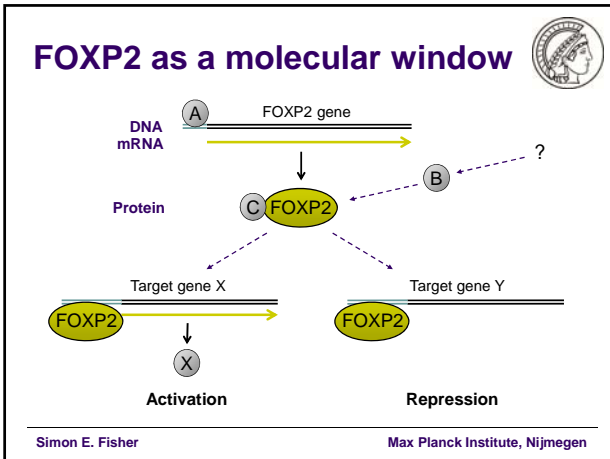 FOXP2 as a molecular window
A
FOXP2 gene
DNA
mRNA
?
B
Protein
C
FOXP2
Target gene X
Target gene Y
FOXP2
FOXP2
X
Activation
Repression
Simon E. Fisher
Max Planck Institute, Nijmegen